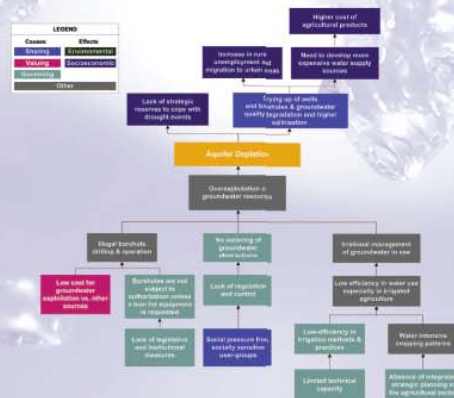 LEGEND
Causes
Effects
Sharing
Environmental
Valuing
Socioeconomic
Governing
Other
Higher cost of
agricultural products
Increase in rural
unemployment and
migration to urban areas
Need to develop more
expensive water supply
sources
Lack of strategic
reserves to cope with
drought events
Drying up of wells
and boreholes & groundwater
quality degradation and higher
salinization
Aquifer Depletion
Overexploitation of
groundwater resources
Illegal borehole
drilling & operation
No metering of
groundwater
abstractions
Irrational management
of groundwater in use
Low cost for
groundwater
exploitation vs. other
sources
Boreholes are not
subject to
authorization unless
a loan for equipment
is requested
Lack of regulation
and control
Low efficiency in water use
especially in irrigated
agriculture
Lack of legislative
and institutional
measures
Social pressure from
socially sensitive
user-groups
Low-efficiency in
irrigation methods &
practices
Water intensive
cropping patterns
Limited technical
capacity
Absence of integrated
strategic planning in
the agricultural sector